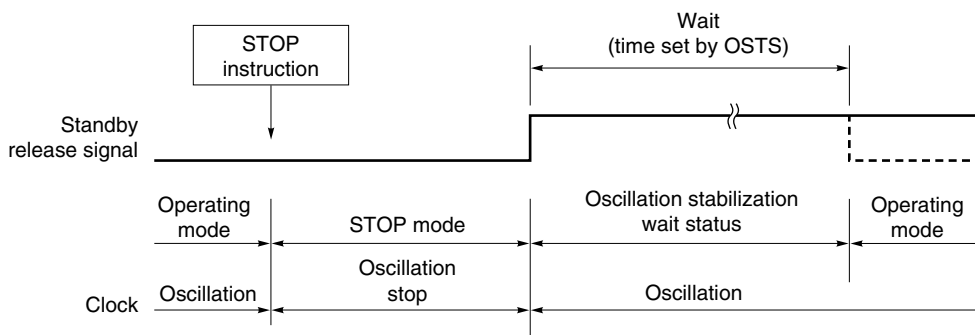 Wait
(time set by OSTS)
STOP
instruction
Standby
release signal
Operating
mode
STOP mode
Oscillation stabilization
wait status
Operating
mode
Clock
Oscillation
Oscillation
stop
Oscillation